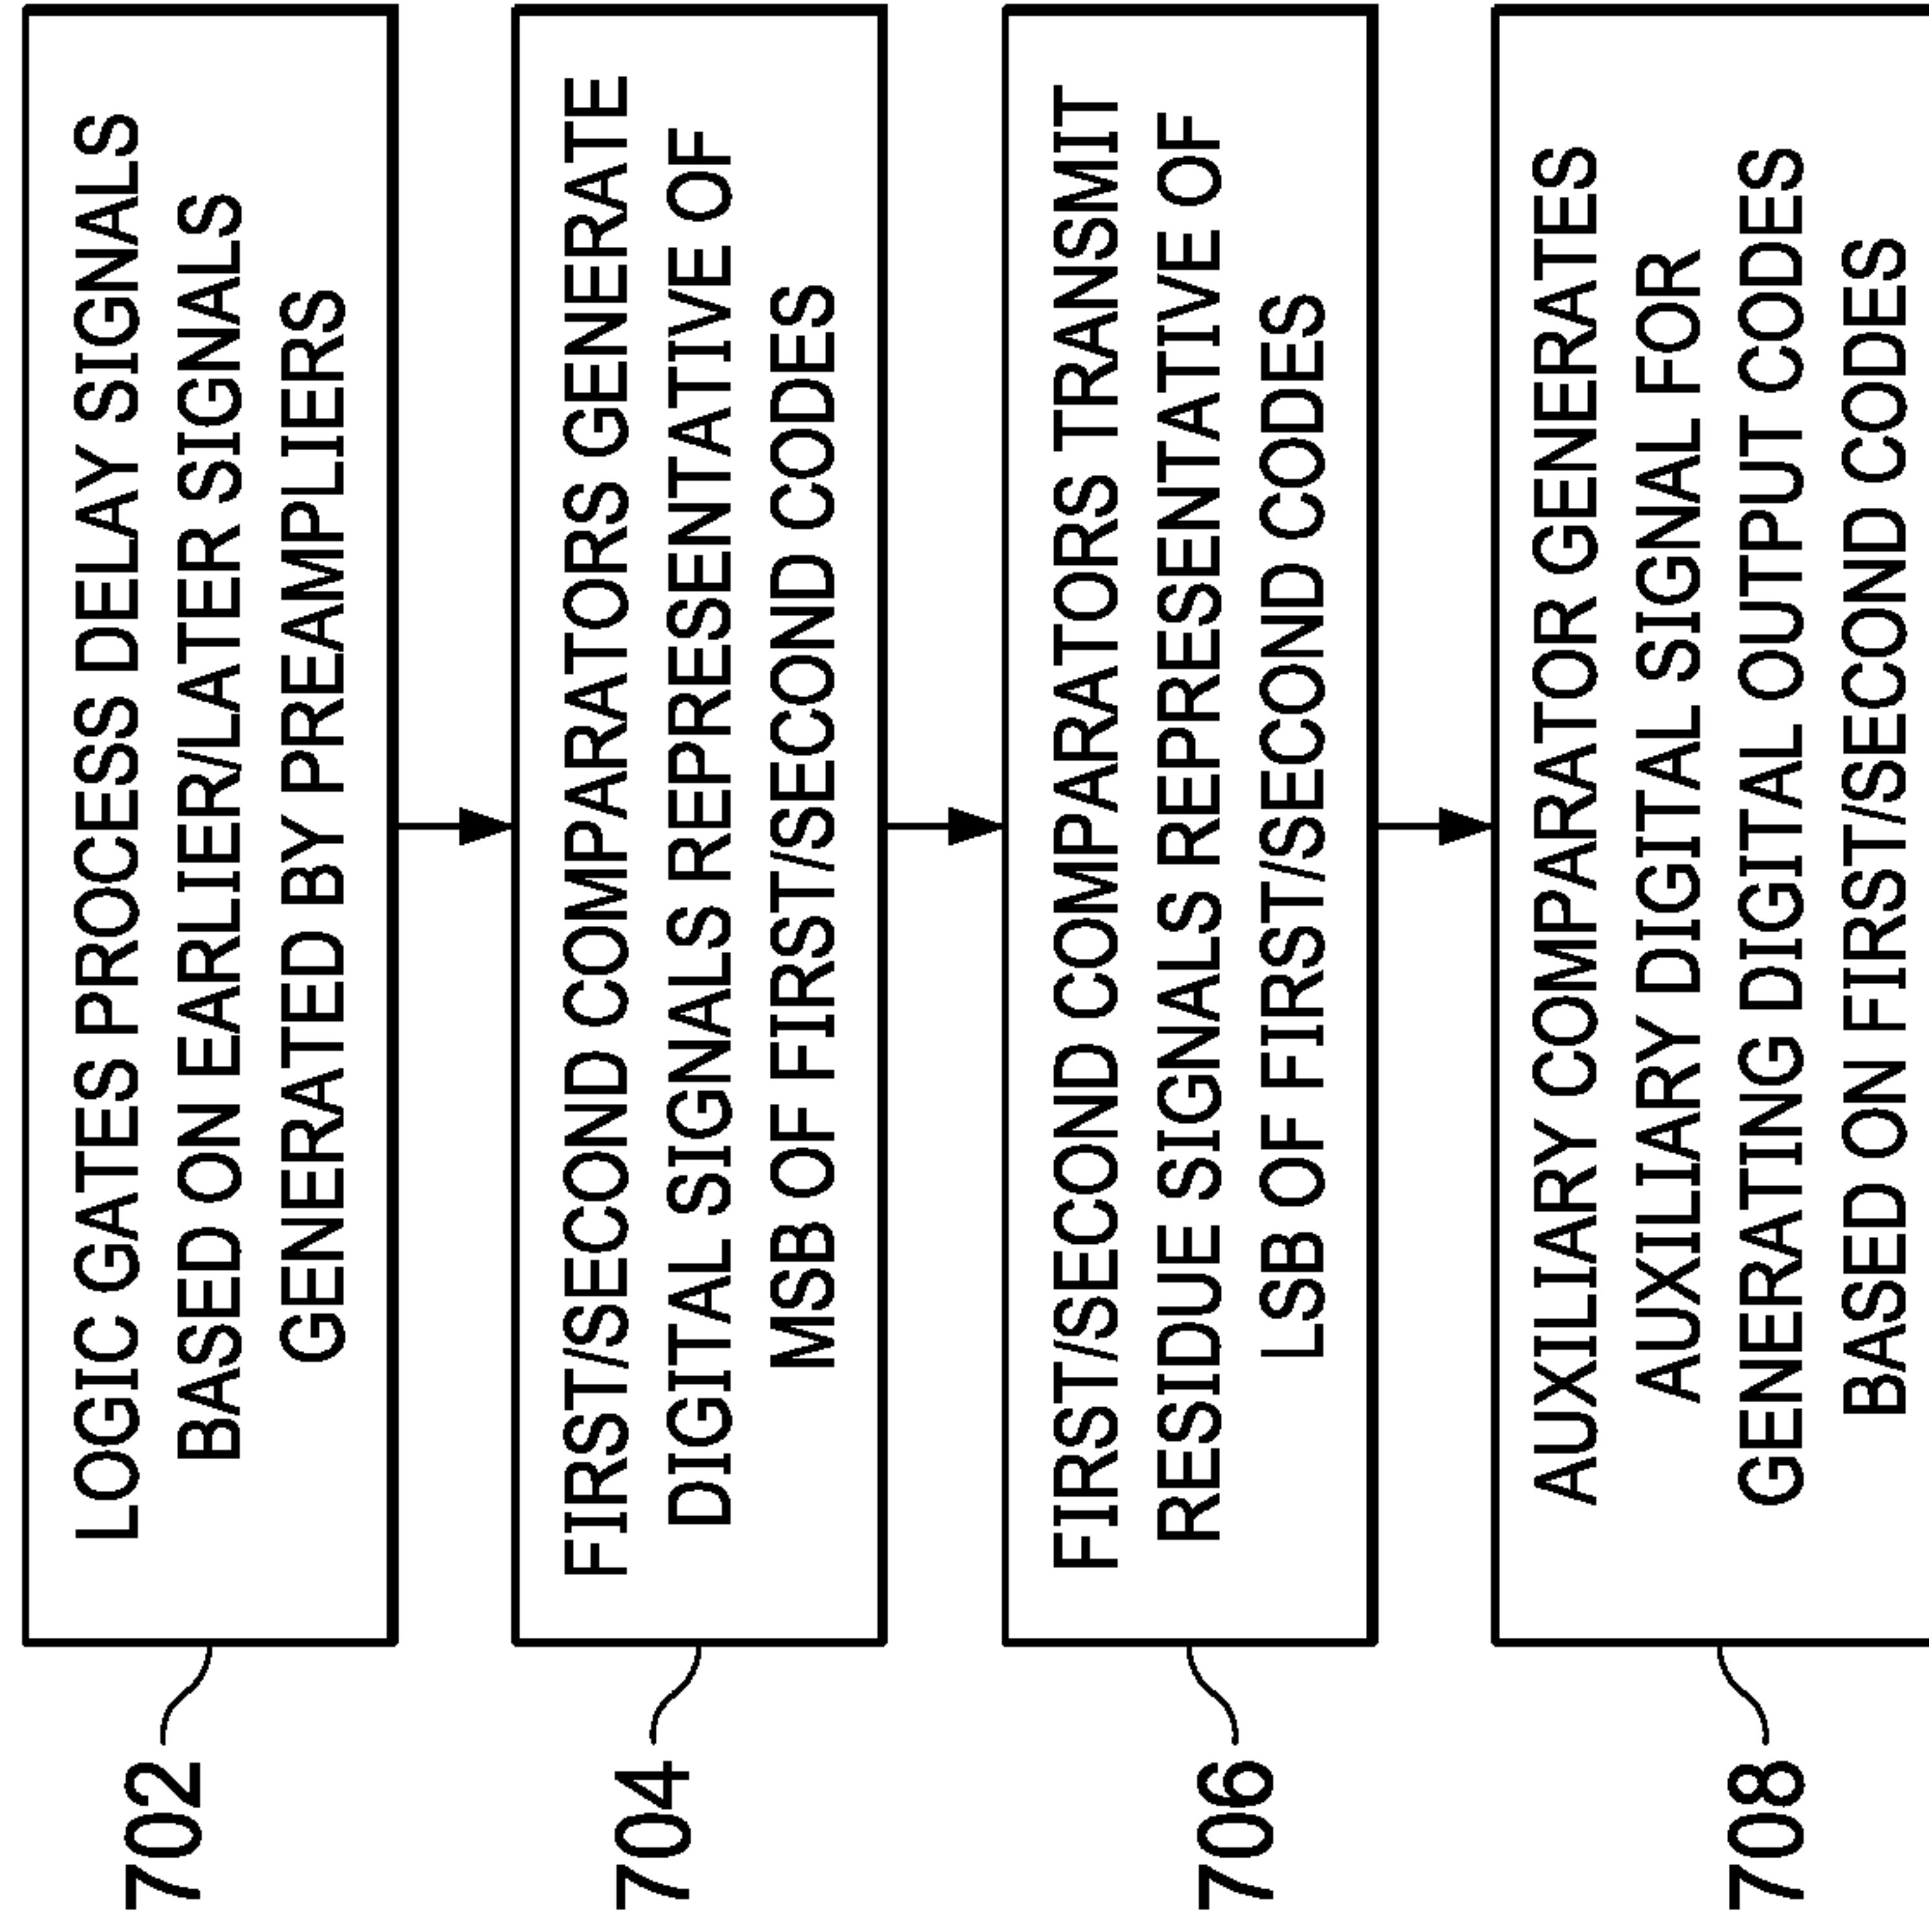 702
LOGIC GATES PROCESS DELAY SIGNALS
BASED ON EARLIER/LATER SIGNALS
GENERATED BY PREAMPLIERS
704
FIRST/SECOND COMPARATORS GENERATE
DIGITAL SIGNALS REPRESENTATIVE OF
MSB OF FIRST/SECOND CODES
706
FIRST/SECOND COMPARATORS TRANSMIT
RESIDUE SIGNALS REPRESENTATIVE OF
LSB OF FIRST/SECOND CODES
708
AUXILIARY COMPARATOR GENERATES
AUXILIARY DIGITAL SIGNAL FOR
GENERATING DIGITAL OUTPUT CODES
BASED ON FIRST/SECOND CODES